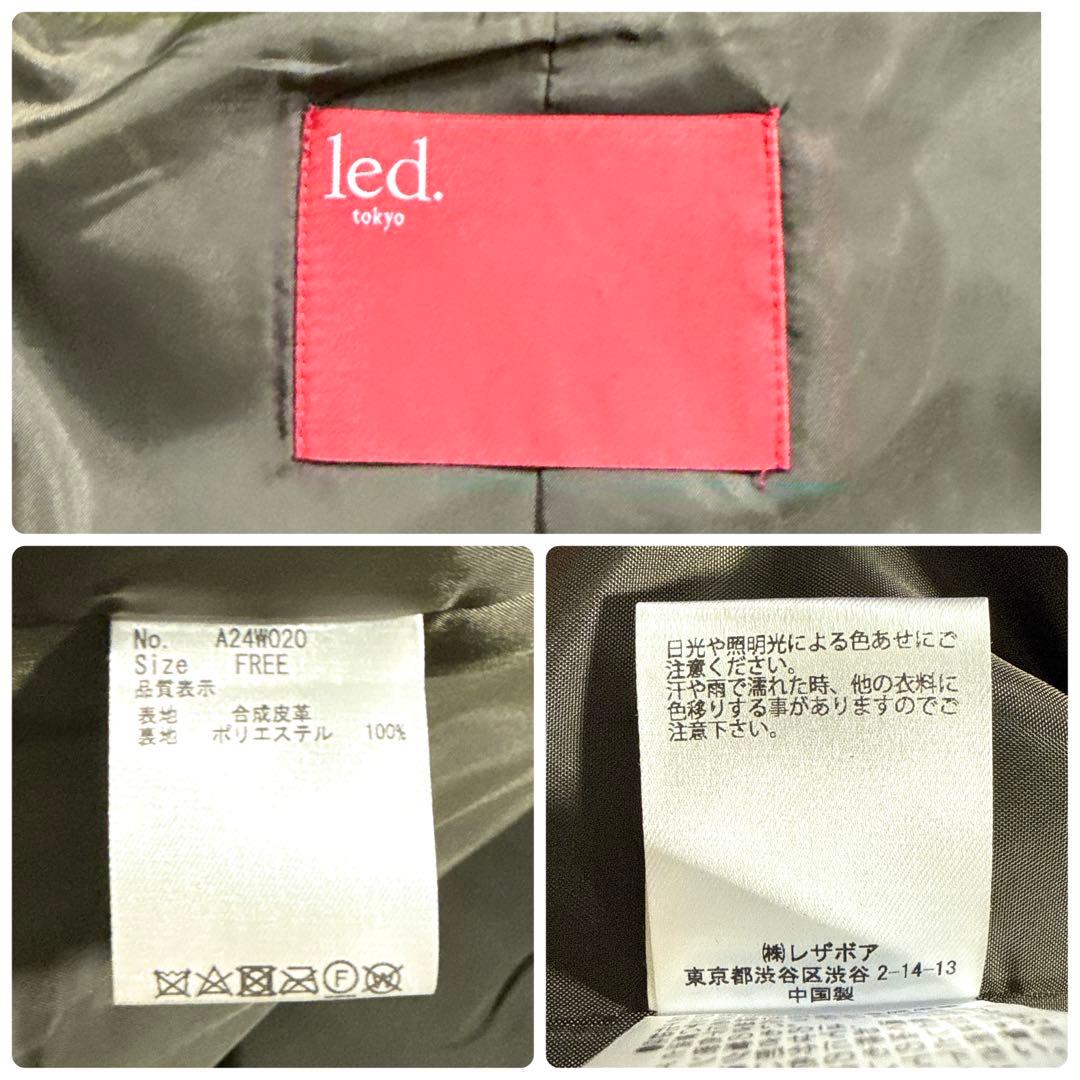 led.
tokyo
No. A24W020
Size FREE
品質表示
表地 合成皮革
裏地 ポリエステル 100%
F
W
日光や照明光による色あせにご
注意ください。
汗や雨で濡れた時、他の衣料に
色移りする事がありますのでご
注意下さい。
㈱レザボア
東京都渋谷区渋谷 2-14-13
中国製